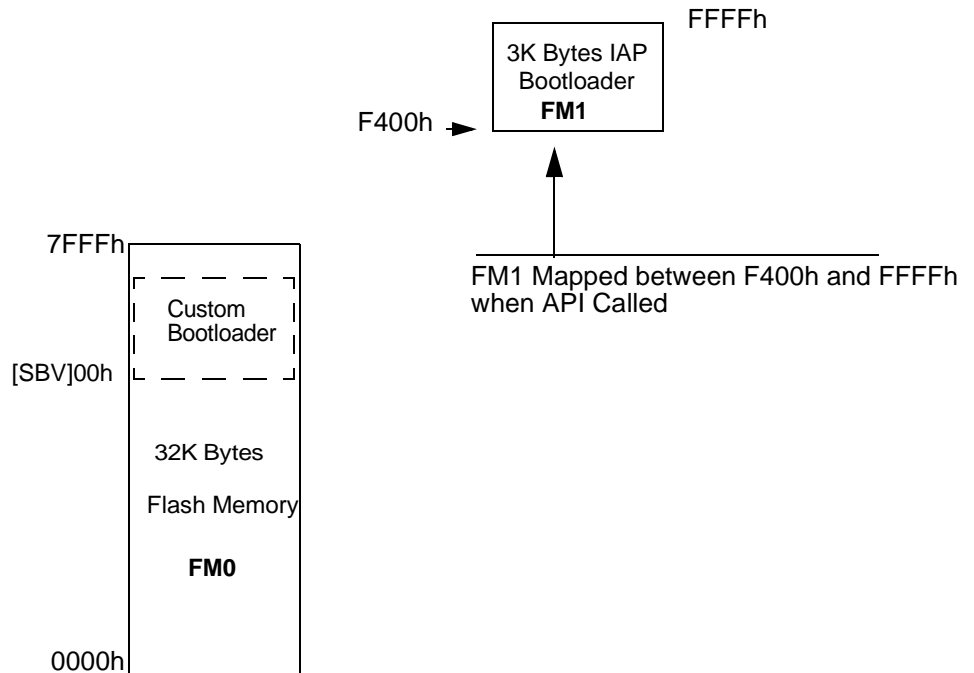 FFFFh
3K Bytes IAP
Bootloader
FM1
F400h
7FFFh
FM1 Mapped between F400h and FFFFh
when API Called
Custom
Bootloader
[SBV]00h
32K Bytes
Flash Memory
FM0
0000h